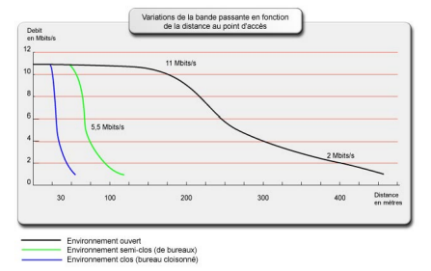 Variations de la bande passante en fonction
de la distance au point d'accès
Debit
en Mbits/s
12
10
8
6
4
2
0
11 Mbits/s
5,5 Mbits/s
2 Mbits/s
30
100
200
300
400
Distance
en mètres
Environnement ouvert
Environnement semi-clos (de bureaux)
Environnement clos (bureau cloisonné)